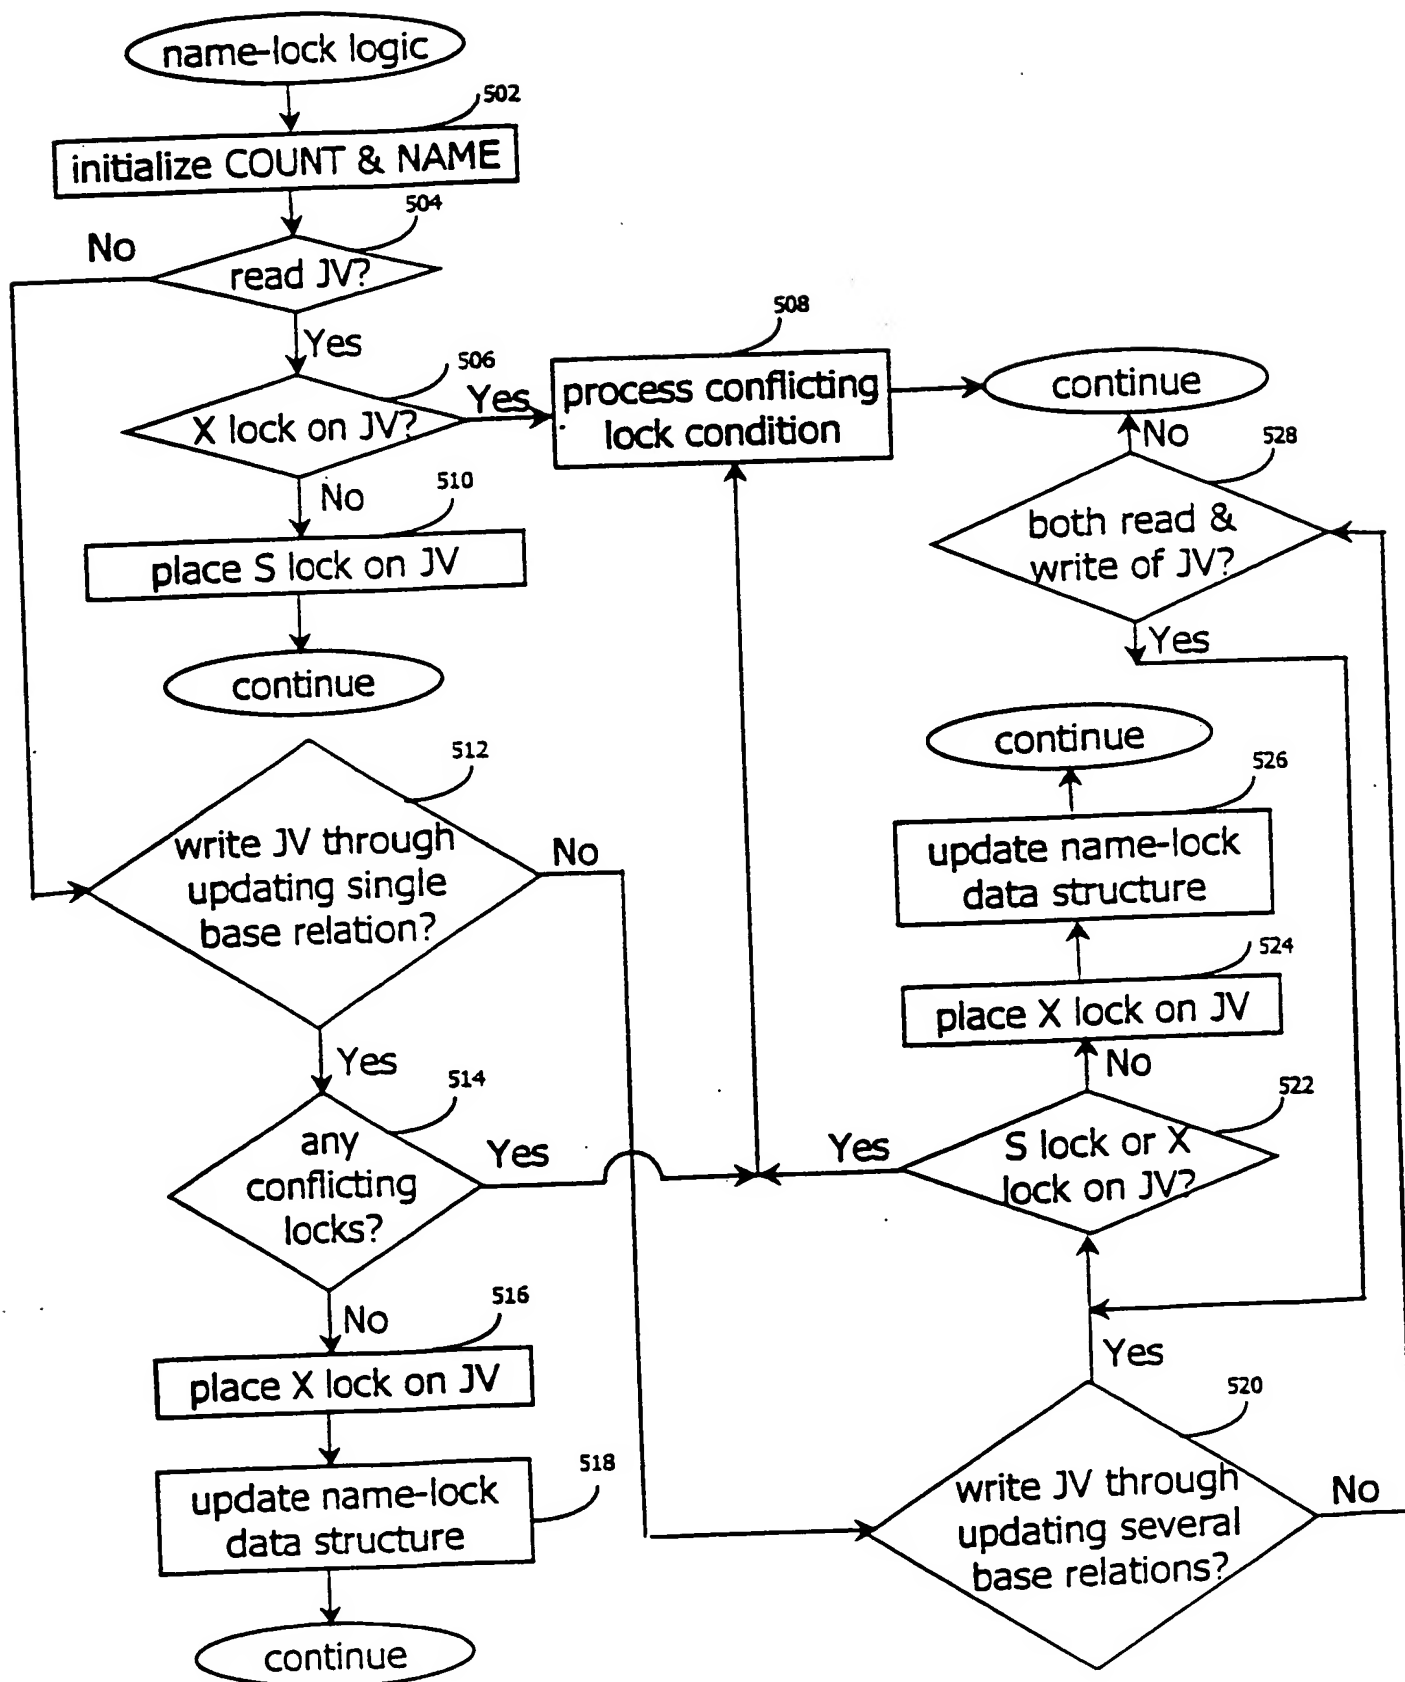 name-lock logic
502
initialize COUNT & NAME
504
No
read JV?
Yes
506
X lock on JV?
Yes
508
process conflicting
lock condition
continue
No
528
both read &
write of JV?
Yes
No
510
place S lock on JV
continue
512
write JV through
updating single
base relation?
No
Yes
514
any
conflicting
locks?
Yes
No
516
place X lock on JV
518
update name-lock
data structure
continue
continue
526
update name-lock
data structure
524
place X lock on JV
No
522
S lock or X
lock on JV?
Yes
Yes
520
write JV through
updating several
base relations?
No